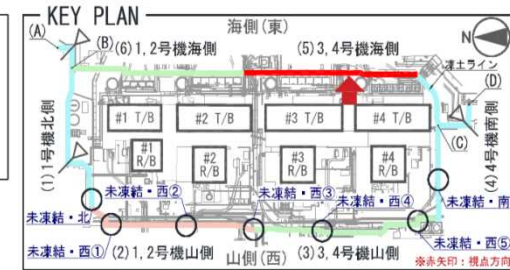 KEY PLAN
海側(東)
N
(A)
(B)
(6)1,2号機海側
(5)3,4号機海側
凍土ライン
(D)
#1 T/B
#2 T/B
#3 T/B
#4 T/B
(C)
#1
R/B
#2
R/B
#3
R/B
#4
R/B
(1)1号機北側
(4)4号機南側
未凍結・北
未凍結・西②
未凍結・西③
未凍結・西④
未凍結・南
未凍結・西①
(2)1,2号機山側
山側(西)
(3)3,4号機山側
未凍結・西⑤
※赤矢印:視点方向